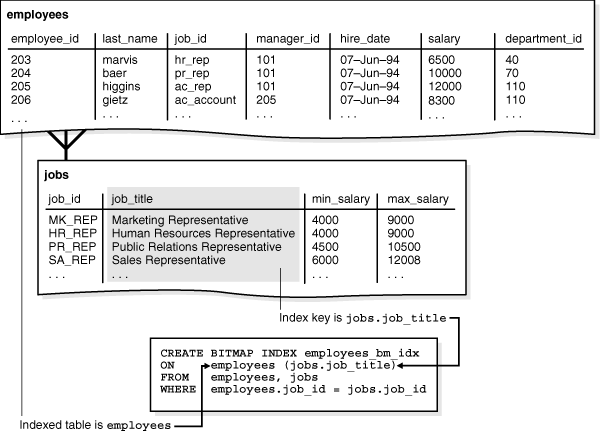 employees
employee_id last_name job_id manager_id hire_date salary department_id
203 marvis hr_rep 101 07–Jun–94 6500 40
204 baer pr_rep 101 07–Jun–94 10000 70
205 higgins ac_rep 101 07–Jun–94 12000 110
206 gietz ac_account 205 07–Jun–94 8300 110
. . . . . . . . . . . . . . . . . . . . .
jobs
job_id job_title min_salary max_salary
MK_REP Marketing Representative 4000 9000
HR_REP Human Resources Representative 4000 9000
PR_REP Public Relations Representative 4500 10500
SA_REP Sales Representative 6000 12008
. . . . . . . . . . . .
Index key is jobs.job_title
CREATE BITMAP INDEX employees_bm_idx
ON employees (jobs.job_title)
FROM employees, jobs
WHERE employees.job_id = jobs.job_id
Indexed table is employees